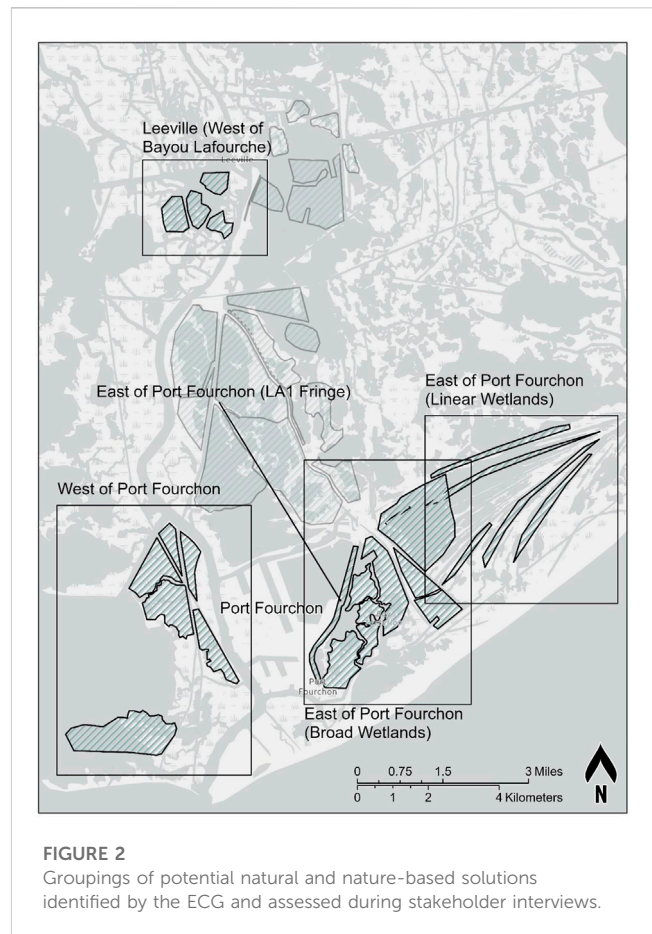 Leeville (West of
Bayou Lafourche)
Leeville
East of Port Fourchon (LA1 Fringe)
East of Port Fourchon
(Linear Wetlands)
West of Port Fourchon
Port Fourchon
Port
Fourchon
East of Port Fourchon
(Broad Wetlands)
0 0.75 1.5 3 Miles
0 1 2 4 Kilometers
N
FIGURE 2
Groupings of potential natural and nature-based solutions
identified by the ECG and assessed during stakeholder interviews.